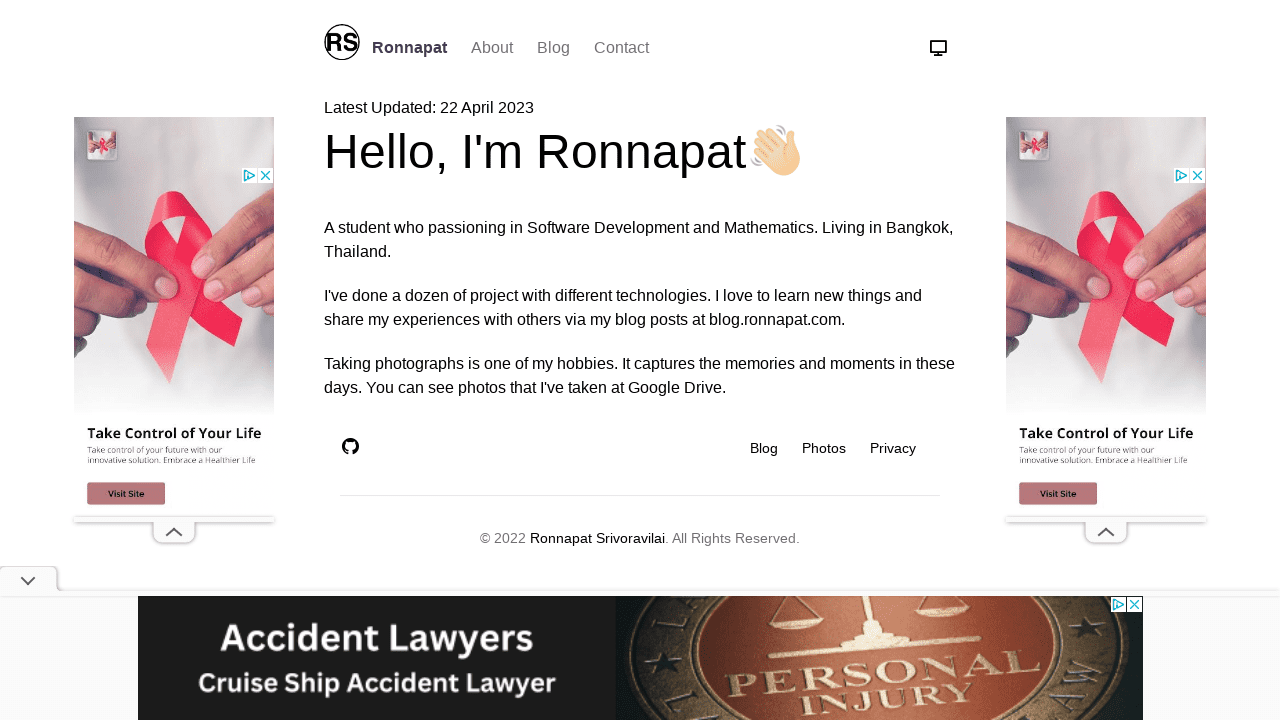 RS
Ronnapat About Blog Contact
Latest Updated: 22 April 2023
Hello, I'm Ronnapat
A student who passioning in Software Development and Mathematics. Living in Bangkok,
Thailand.
I've done a dozen of project with different technologies. I love to learn new things and
share my experiences with others via my blog posts at blog.ronnapat.com.
Taking photographs is one of my hobbies. It captures the memories and moments in these
days. You can see photos that I've taken at Google Drive.
Blog Photos Privacy
© 2022 Ronnapat Srivoravilai. All Rights Reserved.
Take Control of Your Life
Take control of your future with our
innovative solution. Embrace a Healthier Life
Visit Site
Take Control of Your Life
Take control of your future with our
innovative solution. Embrace a Healthier Life
Visit Site
Accident Lawyers
Cruise Ship Accident Lawyer
PERSONAL
INJURY